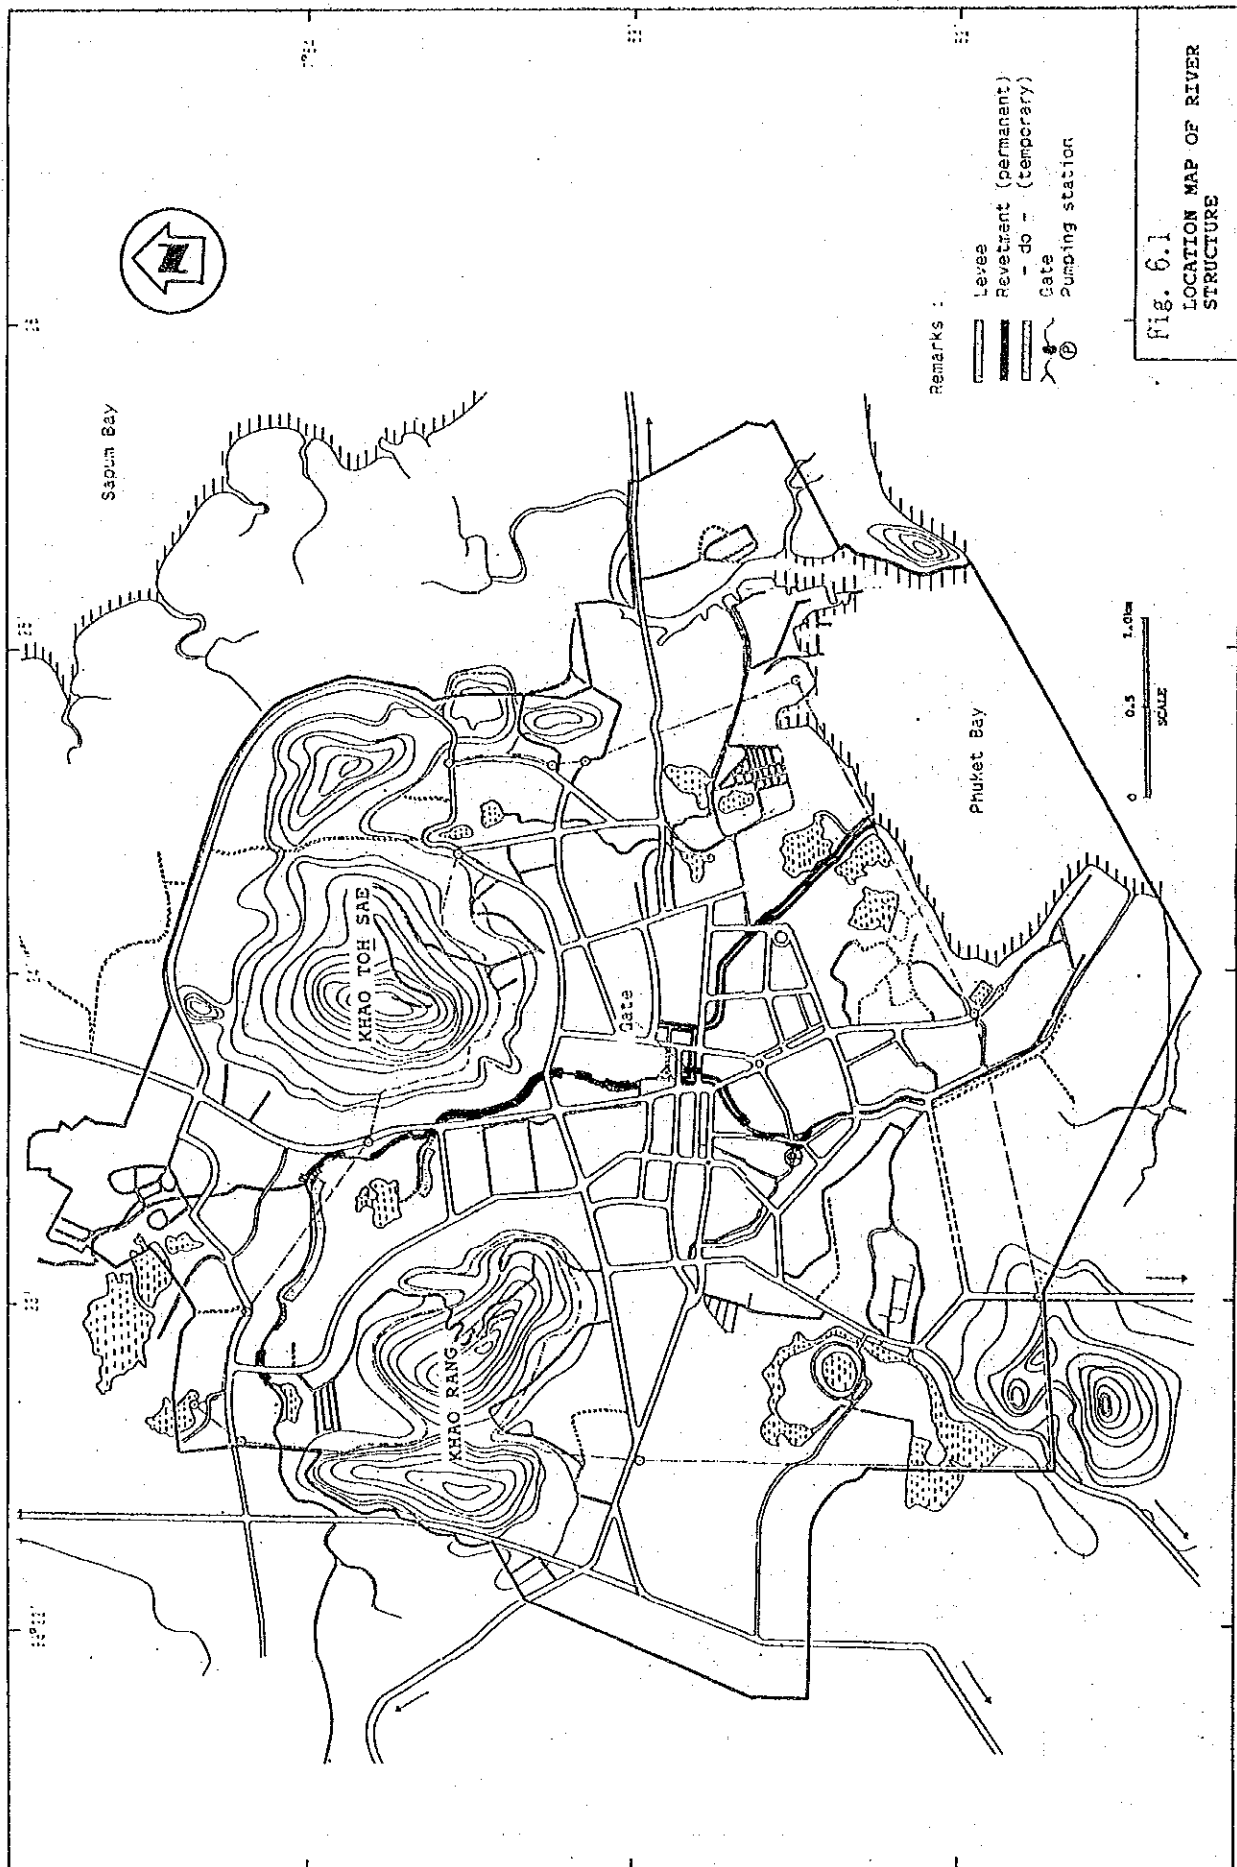 Sapum Bay
N
KHAO TOH SAE
KHAO RANG
Gate
Phuket Bay
0 0.5 1.0km
SCALE
Remarks :
Levee
Revetment (permanent)
- do - (temporary)
Gate
P Pumping station
Fig. 6.1
LOCATION MAP OF RIVER
STRUCTURE